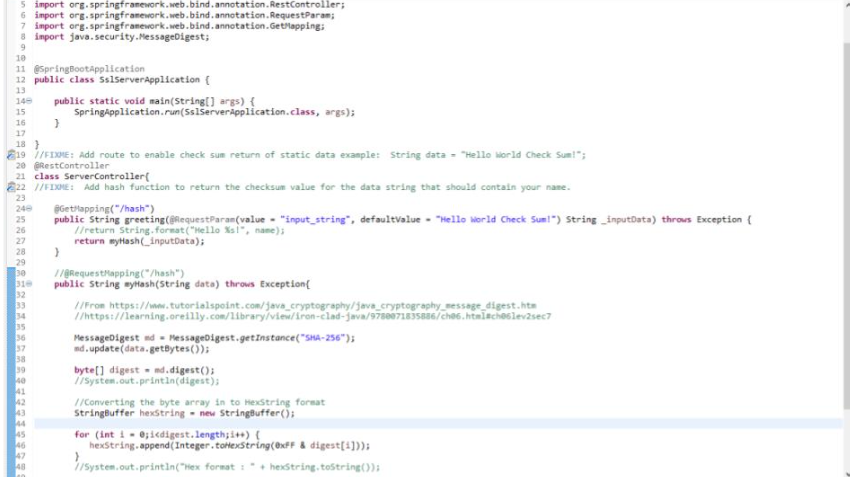 5 import org.springframework.web.bind.annotation.RestController;
6 import org.springframework.web.bind.annotation.RequestParam;
7 import org.springframework.web.bind.annotation.GetMapping;
8 import java.security.MessageDigest;
9
10
11 @SpringBootApplication
12 public class SslServerApplication {
13
14 public static void main(String[] args) {
15 SpringApplication.run(SslServerApplication.class, args);
16 }
17
18 }
19 //FIXME: Add route to enable check sum return of static data example: String data = "Hello World Check Sum!";
20 @RestController
21 class ServerController{
22 //FIXME: Add hash function to return the checksum value for the data string that should contain your name.
23
24 @GetMapping("/hash")
25 public String greeting(@RequestParam(value = "input_string", defaultValue = "Hello World Check Sum!") String _inputData) throws Exception {
26 //return String.format("Hello %s!", name);
27 return myHash(_inputData);
28 }
29
30 //@RequestMapping("/hash")
31 public String myHash(String data) throws Exception{
32
33 //From https://www.tutorialspoint.com/java_cryptography/java_cryptography_message_digest.htm
34 //https://learning.oreilly.com/library/view/iron-clad-java/9780071835886/ch06.html#ch06lev2sec7
35
36 MessageDigest md = MessageDigest.getInstance("SHA-256");
37 md.update(data.getBytes());
38
39 byte[] digest = md.digest();
40 //System.out.println(digest);
41
42 //Converting the byte array in to HexString format
43 StringBuffer hexString = new StringBuffer();
44
45 for (int i = 0;i<digest.length;i++) {
46 hexString.append(Integer.toHexString(0xFF & digest[i]));
47 }
48 //System.out.println("Hex format : " + hexString.toString());